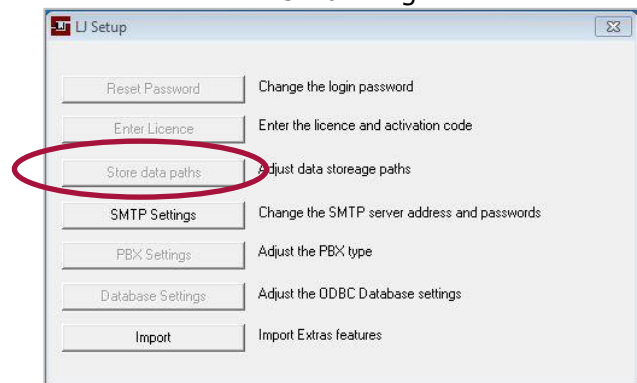 LJ Setup
Reset Password Change the login password
Enter Licence Enter the licence and activation code
Store data paths Adjust data storeage paths
SMTP Settings Change the SMTP server address and passwords
PBX Settings Adjust the PBX type
Database Settings Adjust the ODBC Database settings
Import Import Extras features